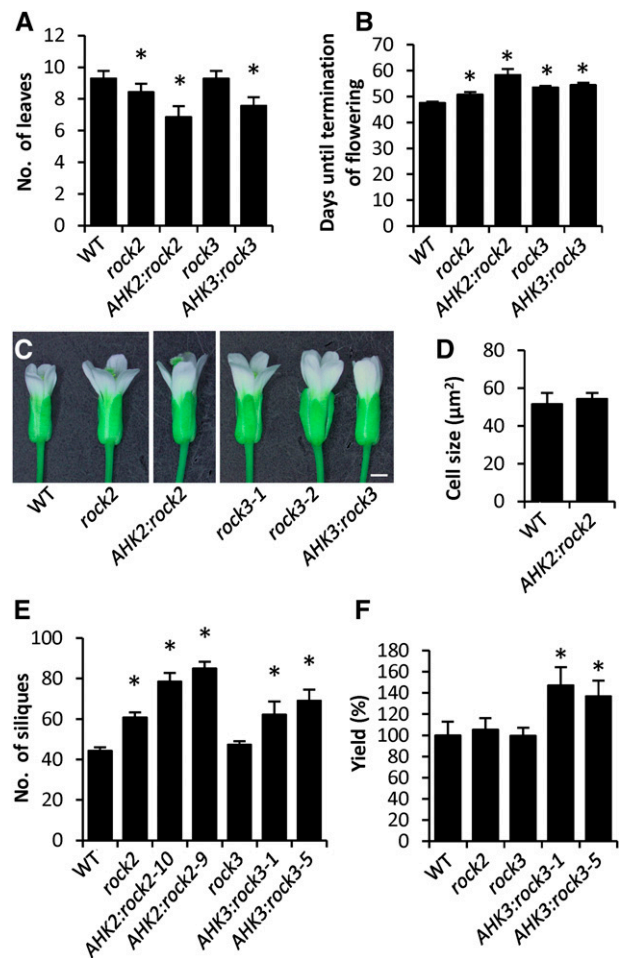 A
No. of leaves
12
10
8
6
4
2
0
* * *
WT
rock2
AHK2:rock2
rock3
AHK3:rock3
B
Days until termination
of flowering
70
60
50
40
30
20
10
0
* * * *
WT
rock2
AHK2:rock2
rock3
AHK3:rock3
C
WT
rock2
AHK2:rock2
rock3-1
rock3-2
AHK3:rock3
D
Cell size (µm²)
80
60
40
20
0
WT
AHK2:rock2
E
No. of siliques
100
80
60
40
20
0
* * * * *
WT
rock2
AHK2:rock2-10
AHK2:rock2-9
rock3
AHK3:rock3-1
AHK3:rock3-5
F
Yield (%)
180
160
140
120
100
80
60
40
20
0
* *
WT
rock2
rock3
AHK3:rock3-1
AHK3:rock3-5